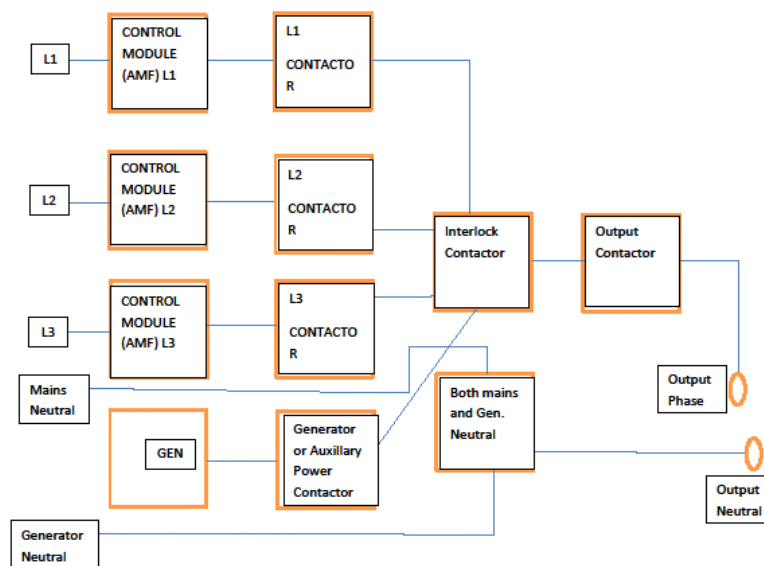 L1
CONTROL
MODULE
(AMF) L1
L1
CONTACTO
R
L2
CONTROL
MODULE
(AMF) L2
L2
CONTACTO
R
Interlock
Contactor
Output
Contactor
L3
CONTROL
MODULE
(AMF) L3
L3
CONTACTO
R
Mains
Neutral
Both mains
and Gen.
Neutral
Output
Phase
GEN
Generator
or Auxillary
Power
Contactor
Output
Neutral
Generator
Neutral